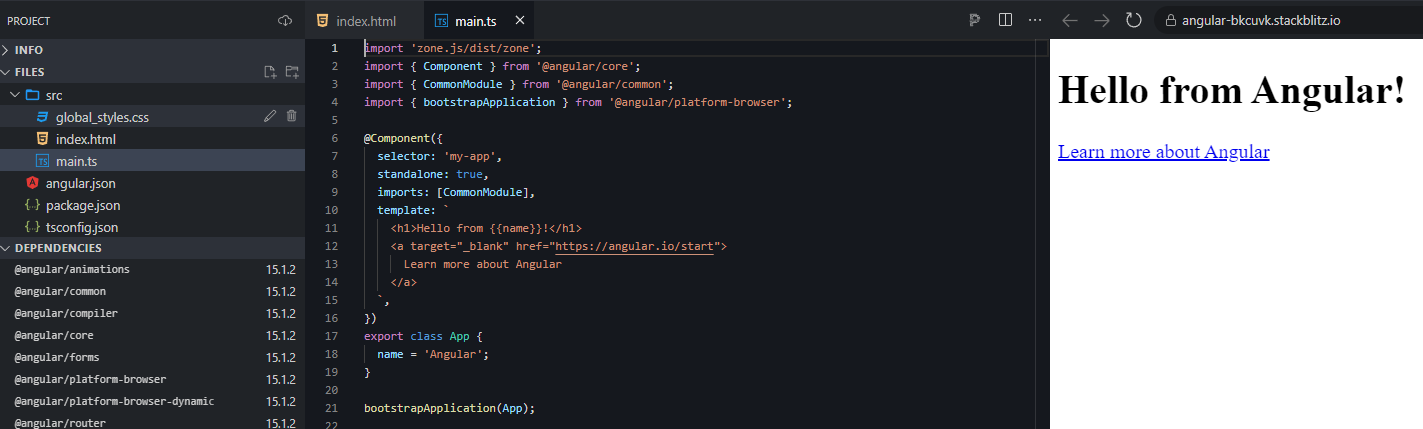 PROJECT
INFO
FILES
src
global_styles.css
index.html
main.ts
angular.json
package.json
tsconfig.json
DEPENDENCIES
@angular/animations 15.1.2
@angular/common 15.1.2
@angular/compiler 15.1.2
@angular/core 15.1.2
@angular/forms 15.1.2
@angular/platform-browser 15.1.2
@angular/platform-browser-dynamic 15.1.2
@angular/router 15.1.2
index.html main.ts
1 import 'zone.js/dist/zone';
2 import { Component } from '@angular/core';
3 import { CommonModule } from '@angular/common';
4 import { bootstrapApplication } from '@angular/platform-browser';
5
6 @Component({
7 selector: 'my-app',
8 standalone: true,
9 imports: [CommonModule],
10 template: `
11 <h1>Hello from {{name}}!</h1>
12 <a target="_blank" href="https://angular.io/start">
13 Learn more about Angular
14 </a>
15 `,
16 })
17 export class App {
18 name = 'Angular';
19 }
20
21 bootstrapApplication(App);
22
angular-bkcuvk.stackblitz.io
Hello from Angular!
Learn more about Angular